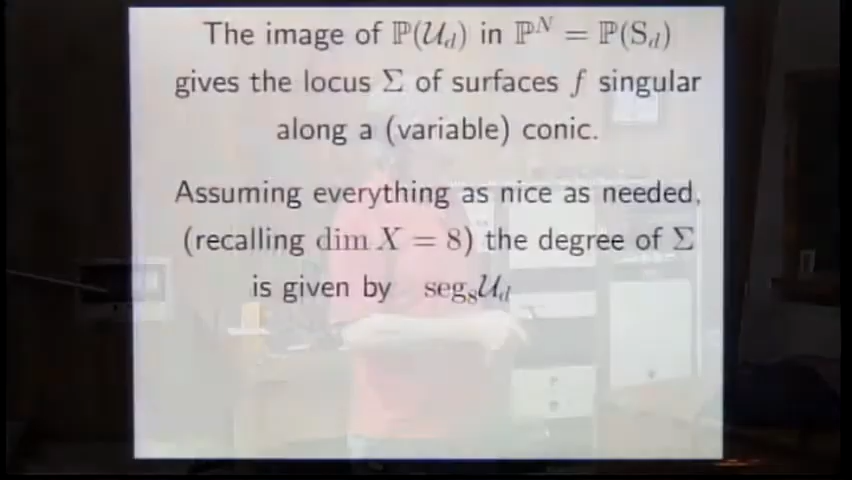 The image of ℙ(𝒰_d) in ℙ^N = ℙ(S_d)
gives the locus Σ of surfaces f singular
along a (variable) conic.
Assuming everything as nice as needed,
(recalling dim X = 8) the degree of Σ
is given by seg₈𝒰_d